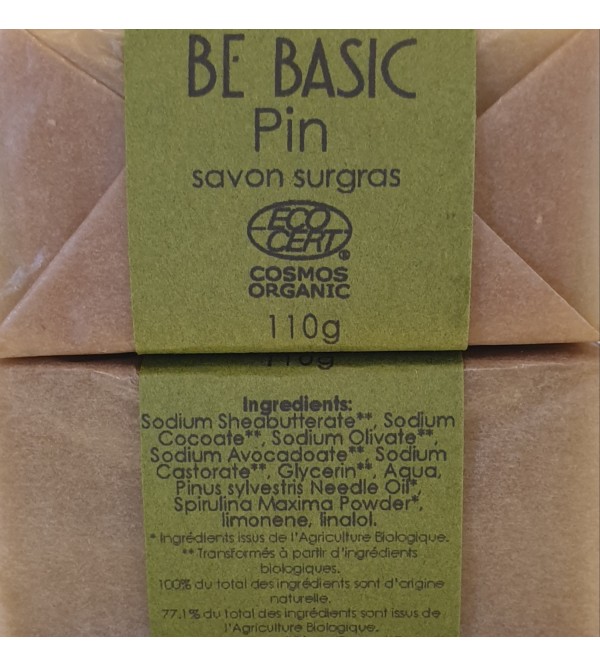 BE BASIC
Pin
savon surgras
ECO
CERT®
COSMOS
ORGANIC
110g
110g
Ingredients:
Sodium Sheabutterate**, Sodium
Cocoate**, Sodium Olivate**,
Sodium Avocadoate**, Sodium
Castorate**, Glycerin**, Aqua,
Pinus sylvestris Needle Oil*,
Spirulina Maxima Powder*,
limonene, linalol.
* Ingrédients issus de l'Agriculture Biologique.
** Transformés à partir d'ingrédients
biologiques.
100% du total des ingrédients sont d'origine
naturelle.
77.1% du total des ingrédients sont issus de
l'Agriculture Biologique.